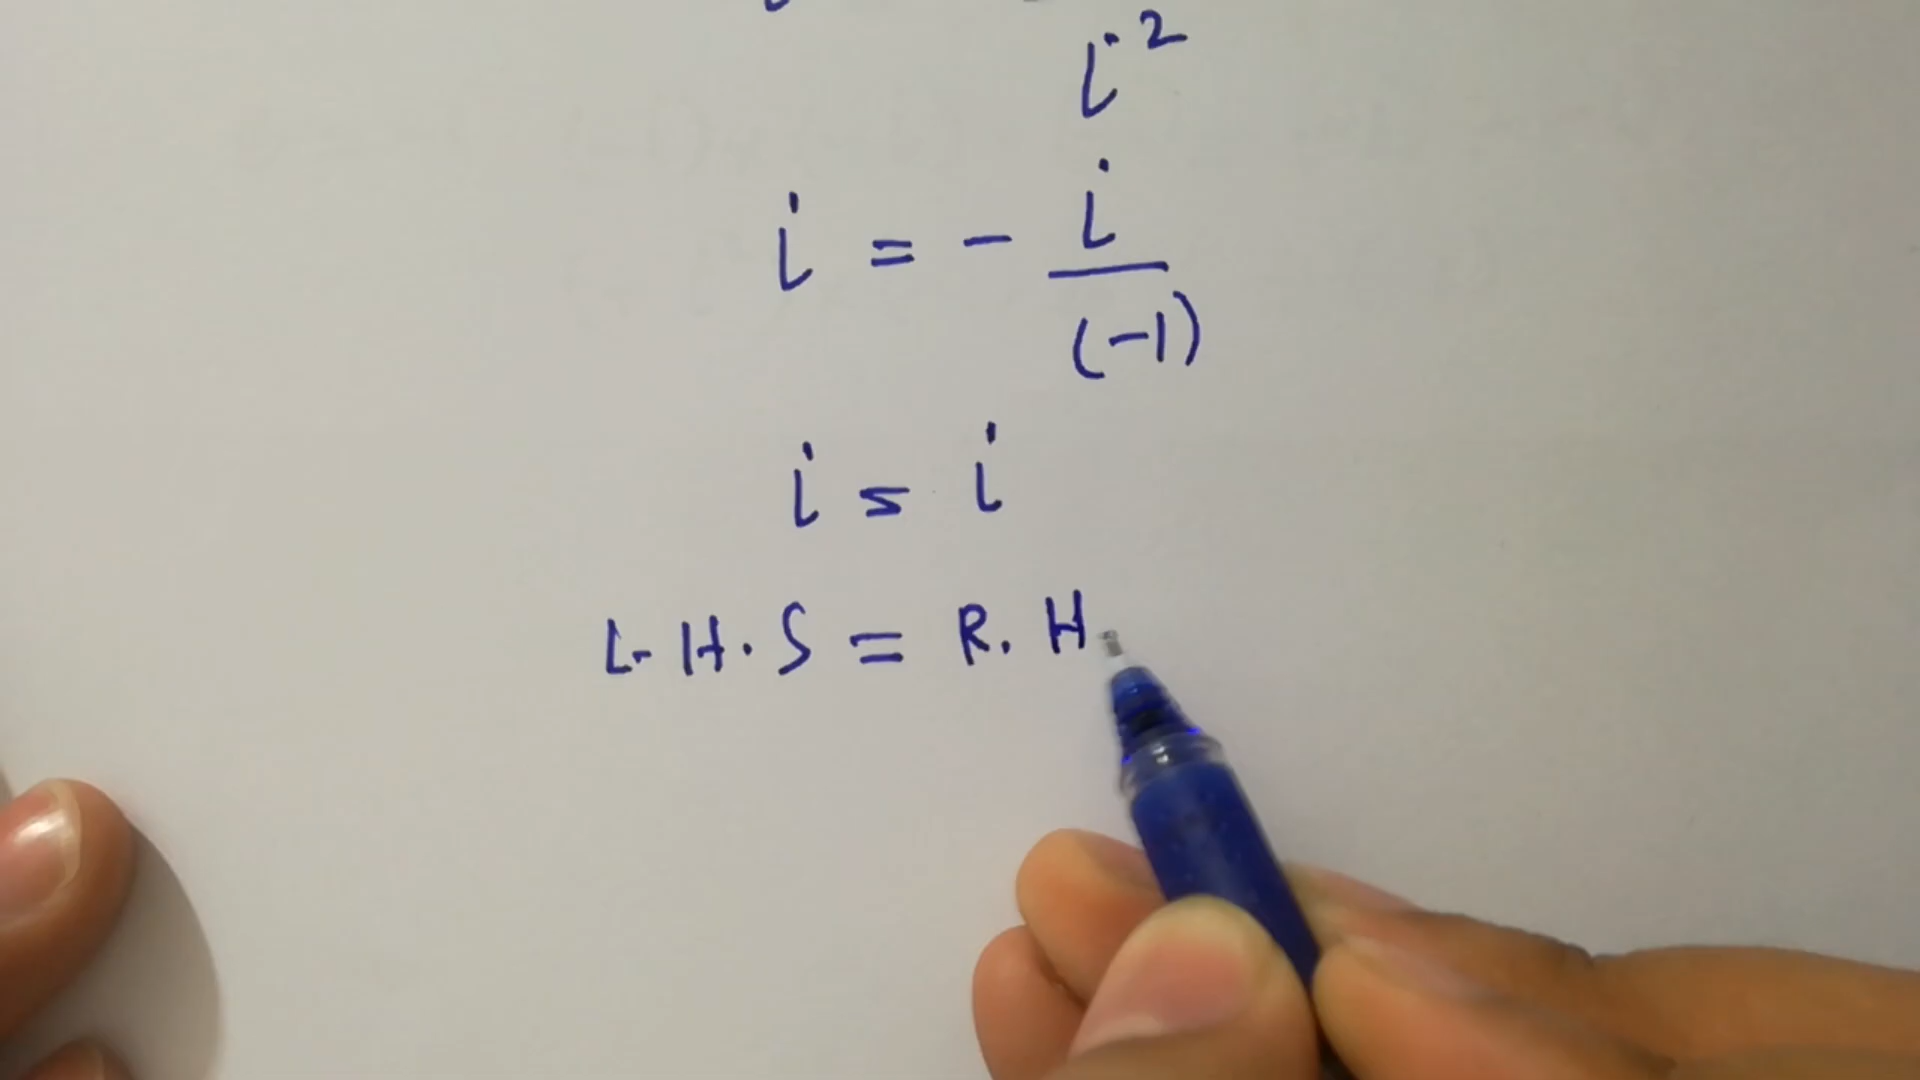 i²
i = - i/(-1)
i = i
L.H.S = R.H